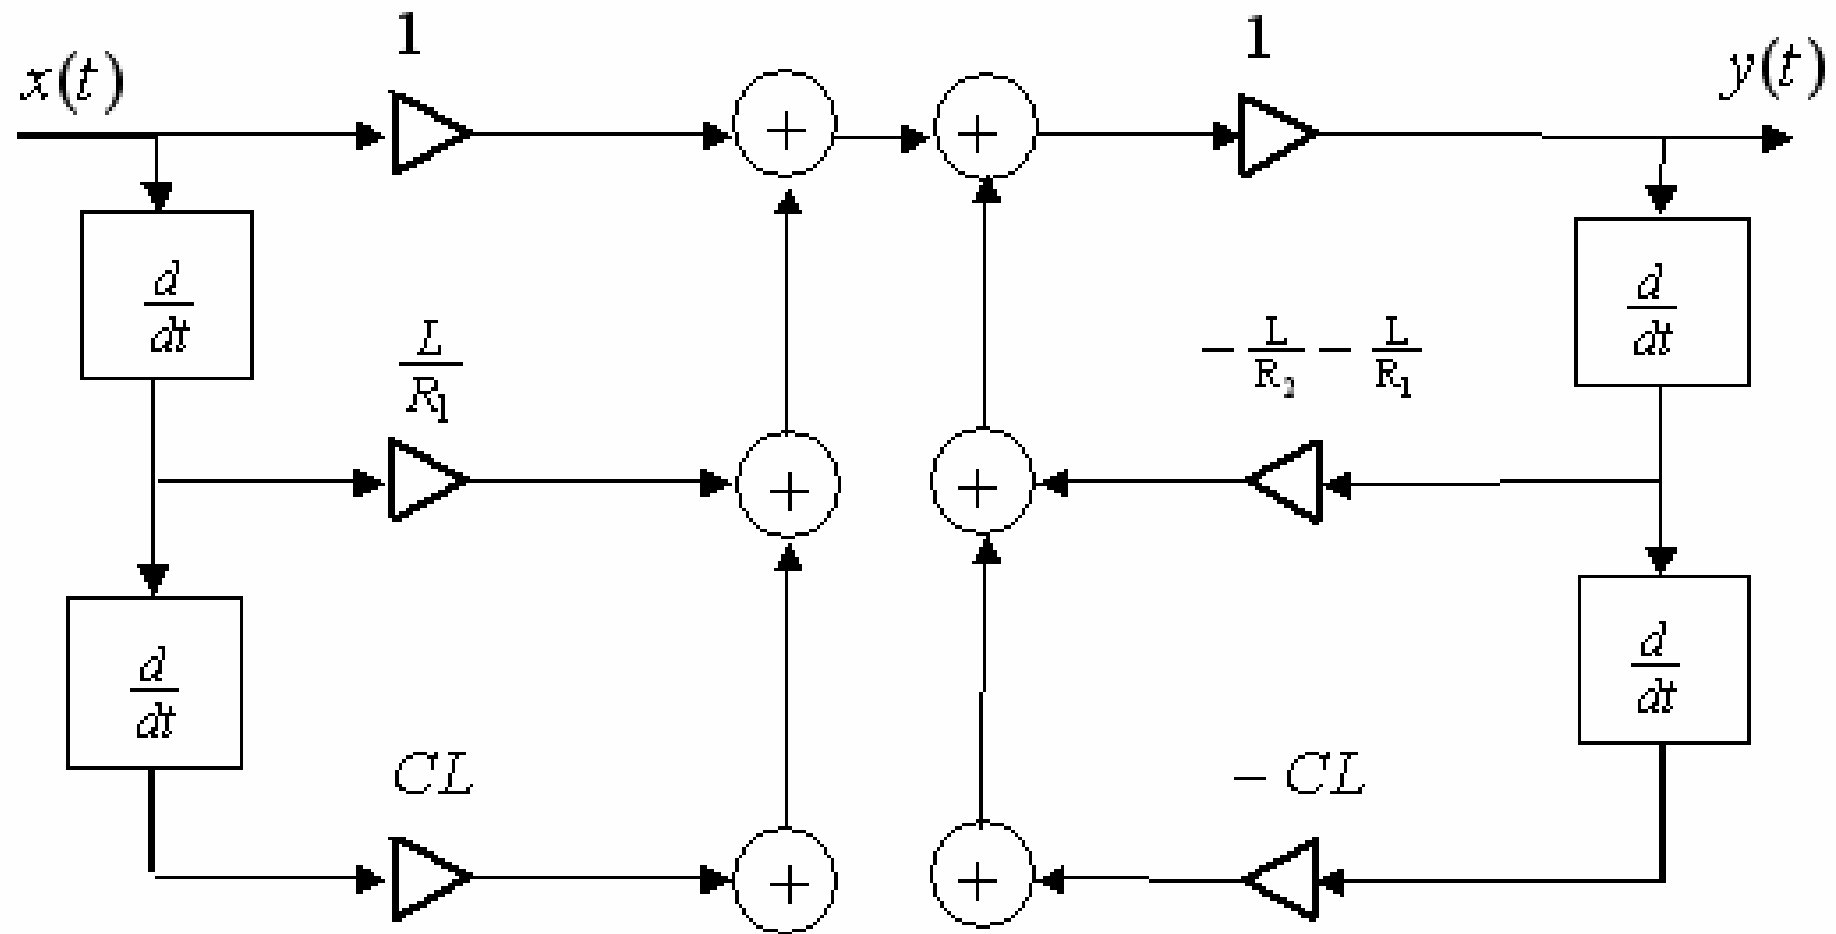 1
1
x(t)
y(t)
+
+
d/dt
d/dt
L/R₁
− L/R₂ − L/R₁
+
+
d/dt
d/dt
CL
− CL
+
+